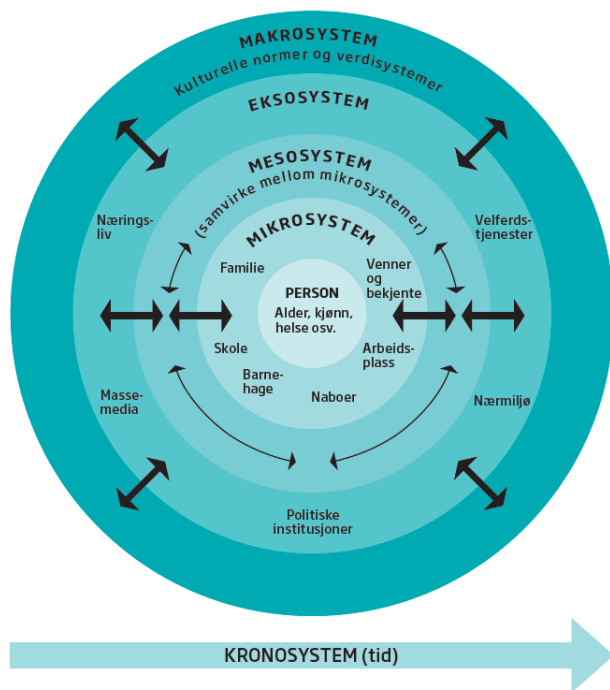 MAKROSYSTEM
Kulturelle normer og verdisystemer
EKSOSYSTEM
MESOSYSTEM
(samvirke mellom mikrosystemer)
MIKROSYSTEM
Nærings-
liv
Velferds-
tjenester
Familie
Venner
og
bekjente
PERSON
Alder, kjønn,
helse osv.
Skole
Arbeids-
plass
Barne-
hage
Naboer
Masse-
media
Nærmiljø
Politiske
institusjoner
KRONOSYSTEM (tid)